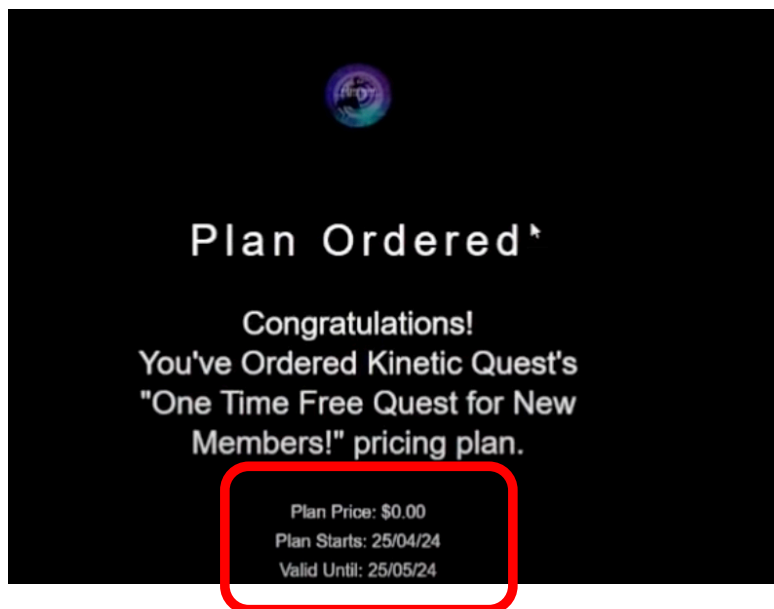 Plan Ordered
Congratulations!
You've Ordered Kinetic Quest's
"One Time Free Quest for New
Members!" pricing plan.
Plan Price: $0.00
Plan Starts: 25/04/24
Valid Until: 25/05/24